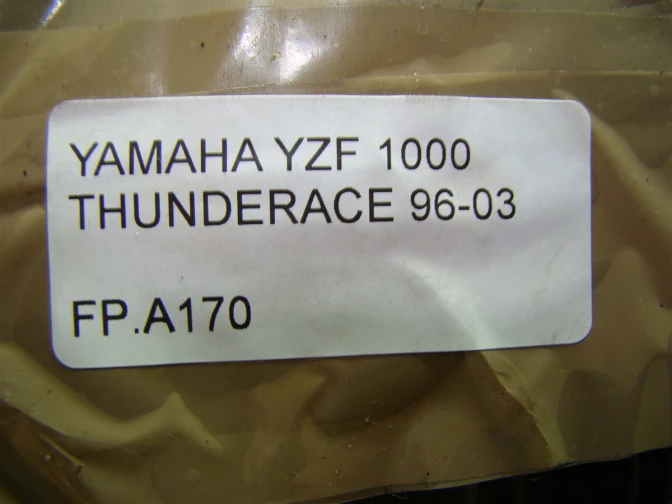 YAMAHA YZF 1000
THUNDERACE 96-03
FP.A170